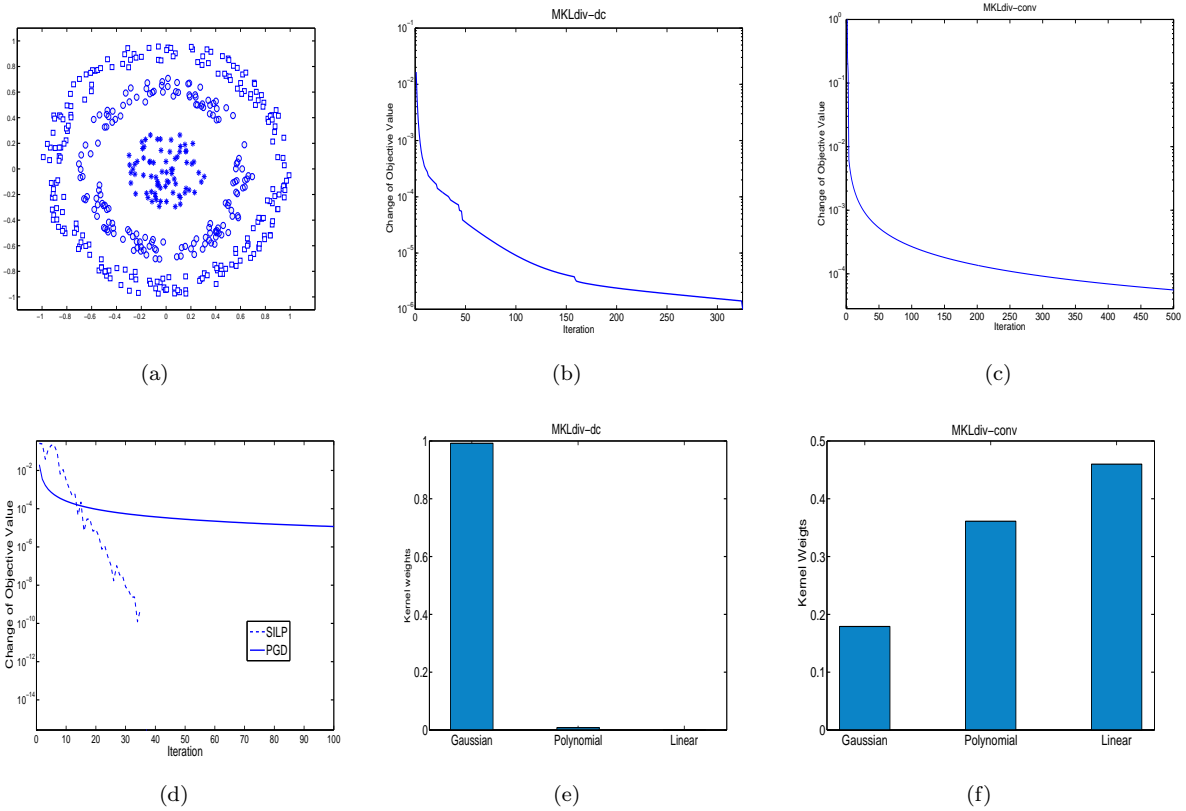 MKLdiv−dc
MKLdiv−conv
1
0.8
0.6
0.4
0.2
0
−0.2
−0.4
−0.6
−0.8
−1
−1 −0.8 −0.6 −0.4 −0.2 0 0.2 0.4 0.6 0.8 1
Change of Objective Value
10−1
10−2
10−3
10−4
10−5
10−6
0 50 100 150 200 250 300
Iteration
Change of Objective Value
100
10−1
10−2
10−3
10−4
0 50 100 150 200 250 300 350 400 450 500
Iteration
(a)
(b)
(c)
Change of Objective Value
10−2
10−4
10−6
10−8
10−10
10−12
10−14
SILP
PGD
0 10 20 30 40 50 60 70 80 90 100
Iteration
MKLdiv−dc
Kernel weights
1
0.8
0.6
0.4
0.2
0
Gaussian Polynomial Linear
MKLdiv−conv
Kernel Weigts
0.5
0.4
0.3
0.2
0.1
0
Gaussian Polynomial Linear
(d)
(e)
(f)